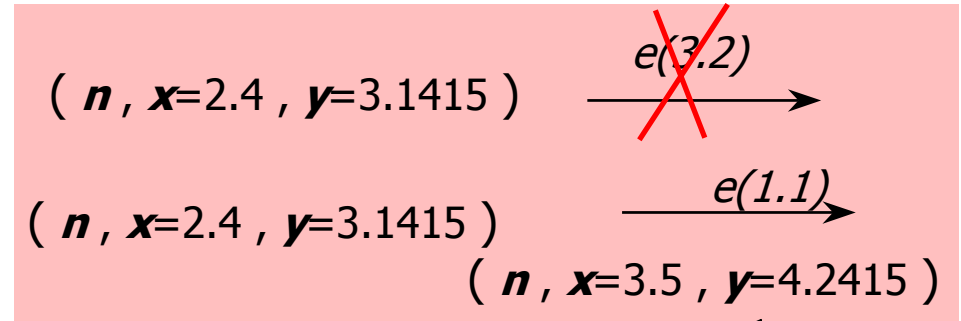 e(3.2)
( n , x=2.4 , y=3.1415 )
e(1.1)
( n , x=2.4 , y=3.1415 )
( n , x=3.5 , y=4.2415 )